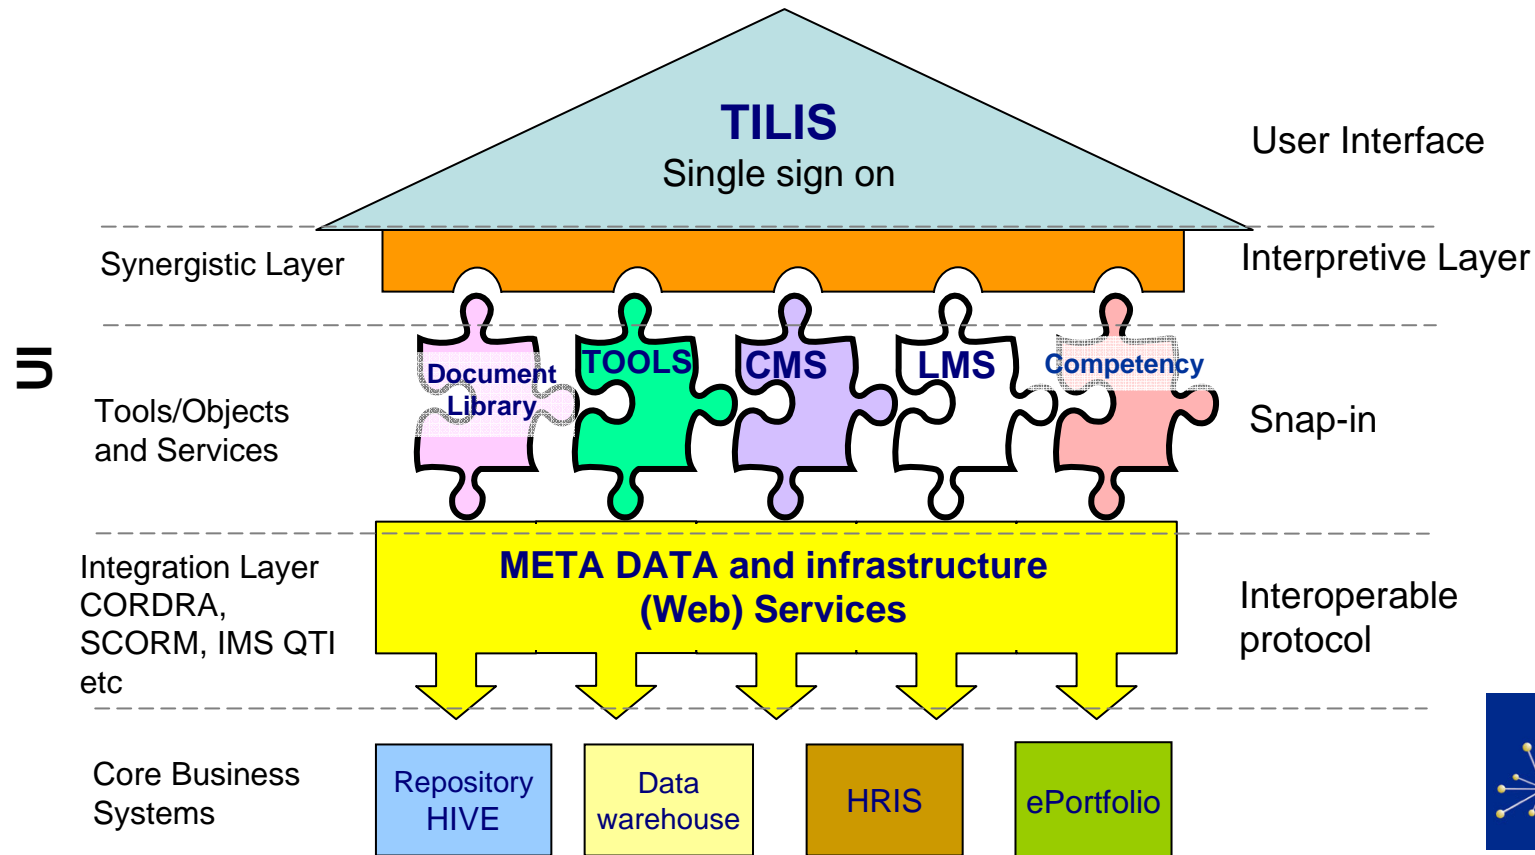 TILIS
Single sign on
User Interface
Synergistic Layer
Interpretive Layer
UI
Document
Library
TOOLS
CMS
LMS
Competency
Tools/Objects
and Services
Snap-in
META DATA and infrastructure
(Web) Services
Integration Layer
CORDRA,
SCORM, IMS QTI
etc
Interoperable
protocol
Core Business
Systems
Repository
HIVE
Data
warehouse
HRIS
ePortfolio